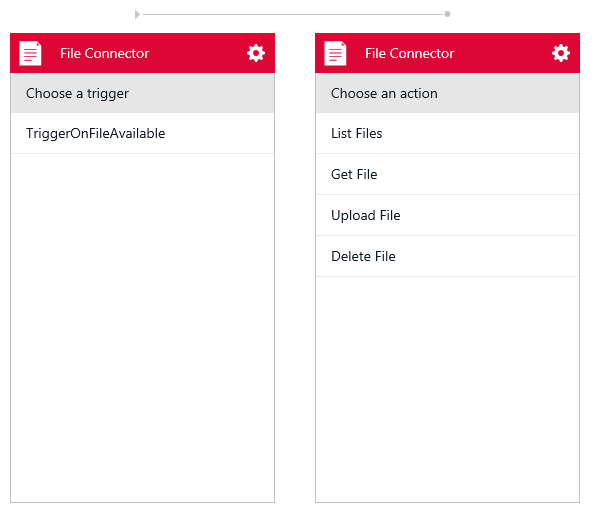 File Connector
Choose a trigger
TriggerOnFileAvailable
File Connector
Choose an action
List Files
Get File
Upload File
Delete File